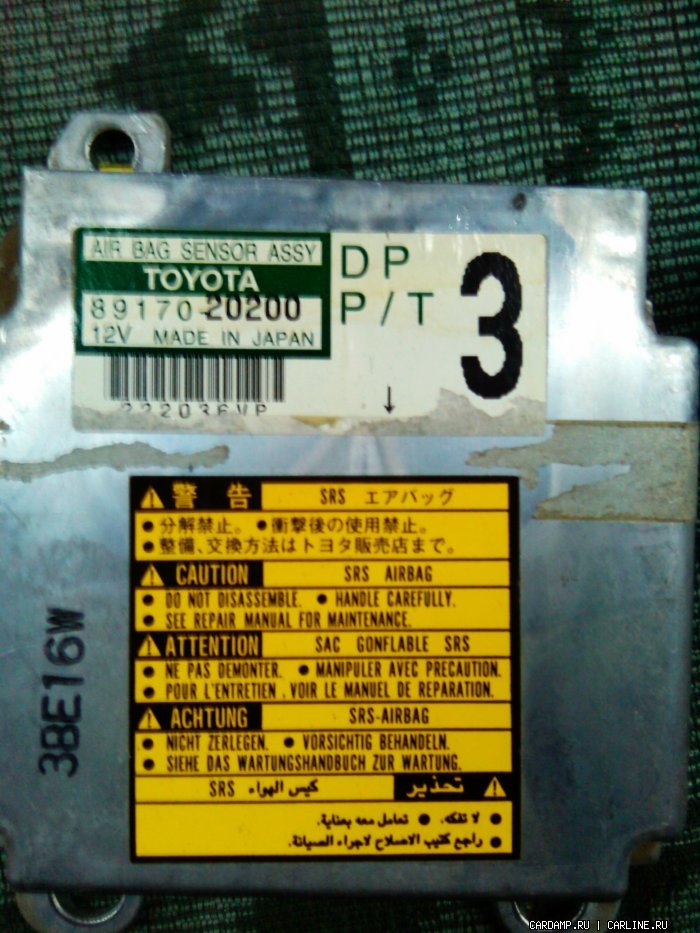 AIR BAG SENSOR ASSY
TOYOTA
89170-20200
12V MADE IN JAPAN
DP
P/T
3
↓
警告 SRS エアバッグ
● 分解禁止。 ● 衝撃後の使用禁止。
● 整備、交換方法はトヨタ販売店まで。
CAUTION SRS AIRBAG
● DO NOT DISASSEMBLE. ● HANDLE CAREFULLY.
● SEE REPAIR MANUAL FOR MAINTENANCE.
ATTENTION SAC GONFLABLE SRS
● NE PAS DEMONTER. ● MANIPULER AVEC PRECAUTION.
● POUR L'ENTRETIEN , VOIR LE MANUEL DE REPARATION.
ACHTUNG SRS-AIRBAG
● NICHT ZERLEGEN. ● VORSICHTIG BEHANDELN.
● SIEHE DAS WARTUNGSHANDBUCH ZUR WARTUNG.
تحذير كيس الهواء SRS
● لا تفكه. ● تعامل معه بعناية.
● راجع كتيب الاصلاح لاجراء الصيانة.
3BE16W
CARDAMP.RU | CARLINE.RU